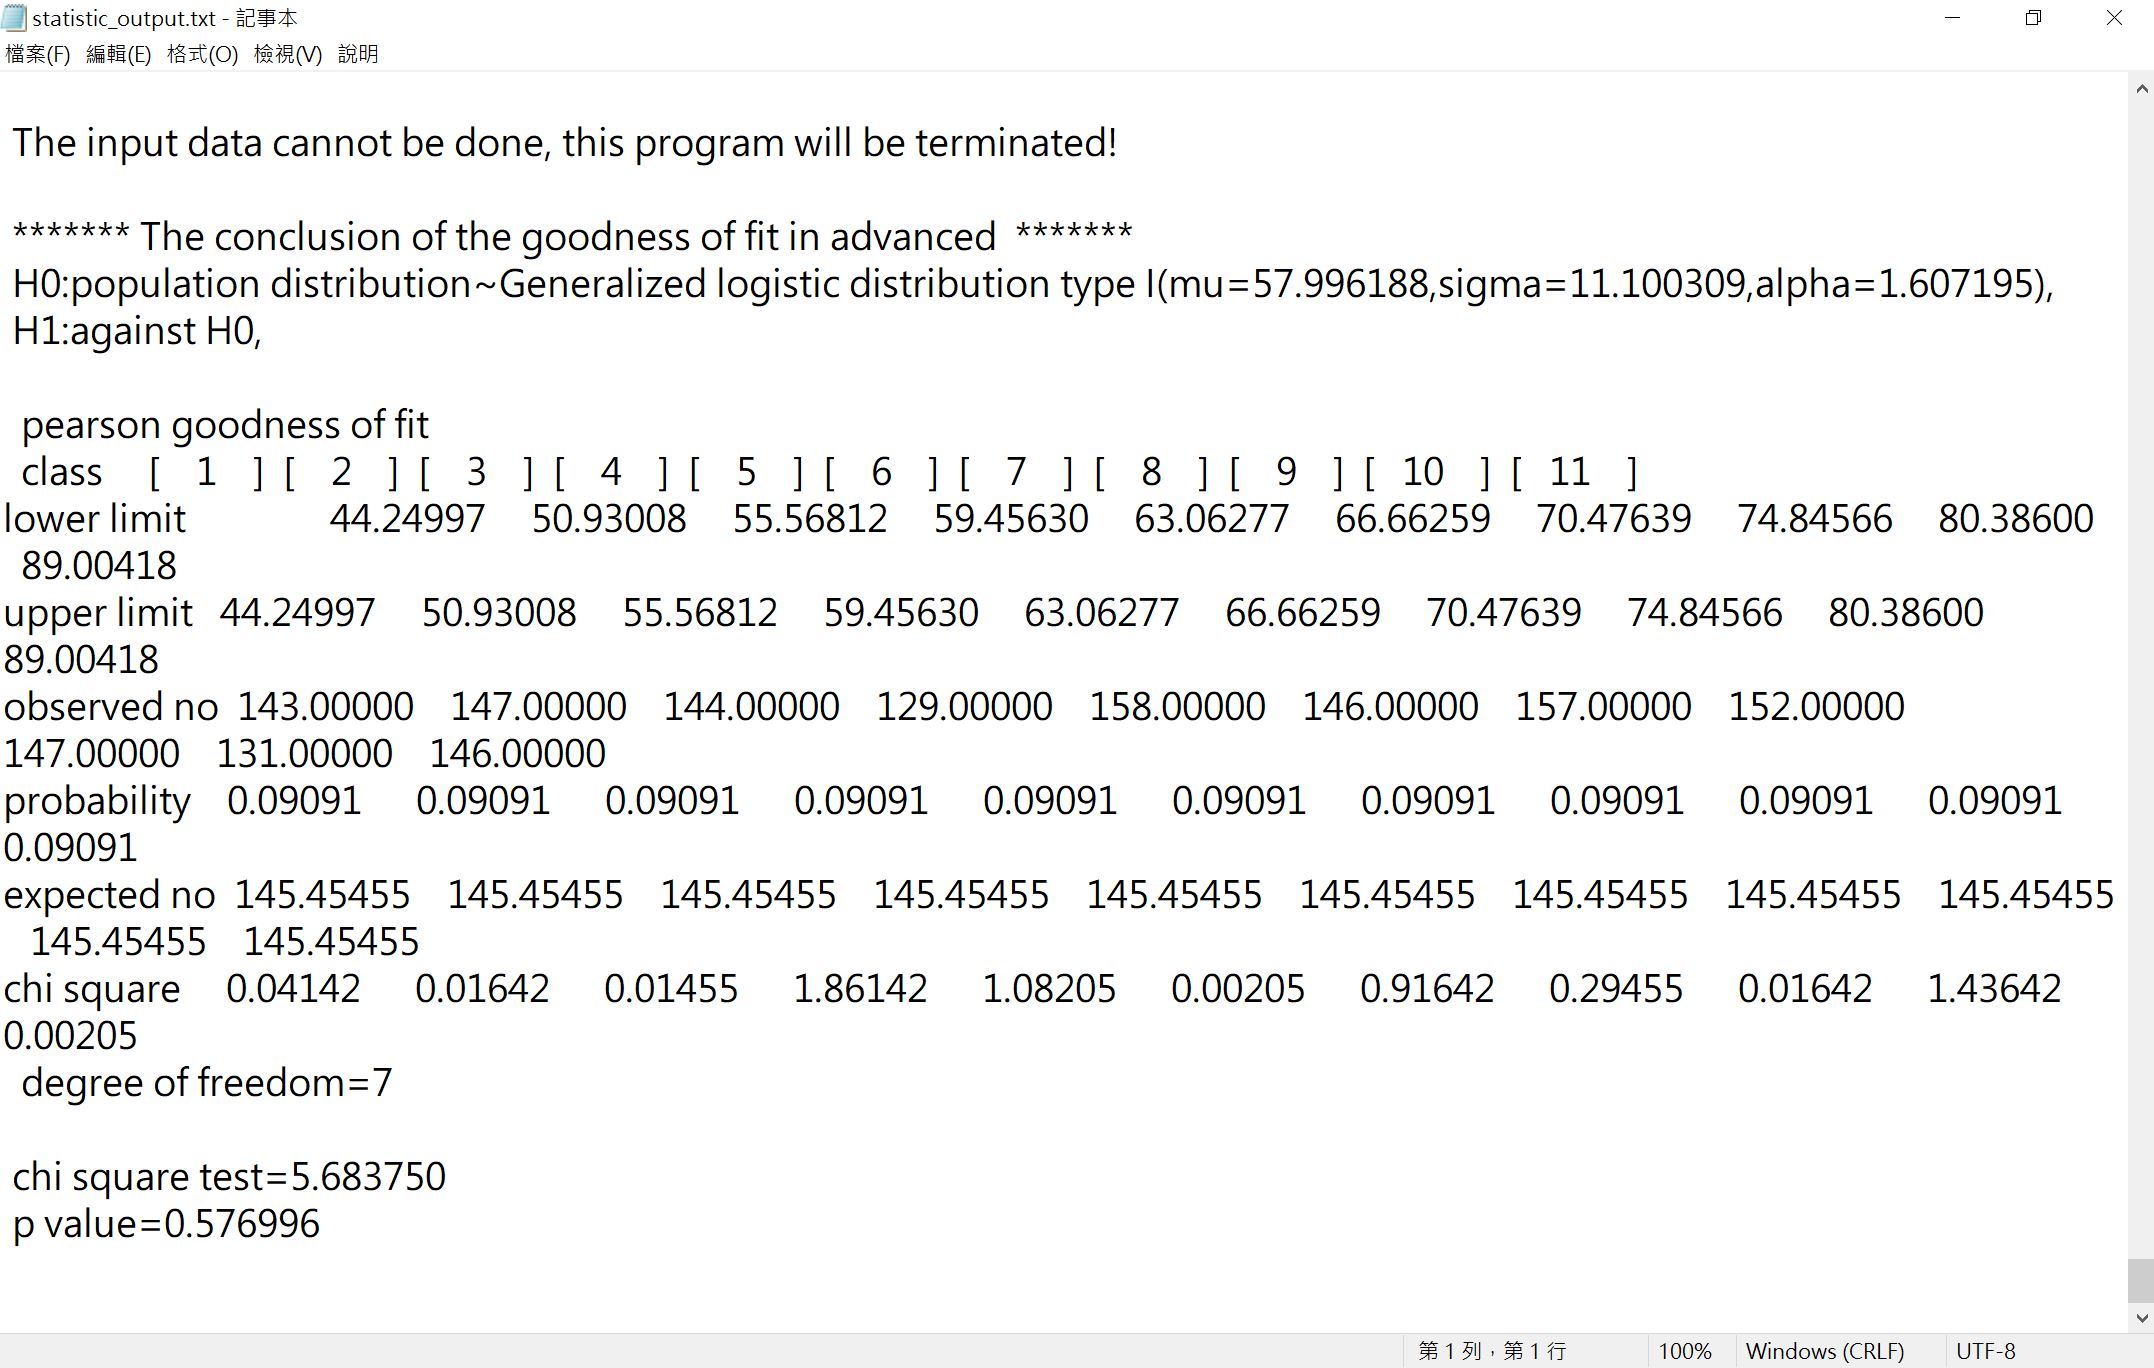 statistic_output.txt - 記事本
檔案(F) 編輯(E) 格式(O) 檢視(V) 說明
The input data cannot be done, this program will be terminated!
******* The conclusion of the goodness of fit in advanced *******
H0:population distribution~Generalized logistic distribution type I(mu=57.996188,sigma=11.100309,alpha=1.607195),
H1:against H0,
pearson goodness of fit
class [ 1 ] [ 2 ] [ 3 ] [ 4 ] [ 5 ] [ 6 ] [ 7 ] [ 8 ] [ 9 ] [ 10 ] [ 11 ]
lower limit 44.24997 50.93008 55.56812 59.45630 63.06277 66.66259 70.47639 74.84566 80.38600
89.00418
upper limit 44.24997 50.93008 55.56812 59.45630 63.06277 66.66259 70.47639 74.84566 80.38600
89.00418
observed no 143.00000 147.00000 144.00000 129.00000 158.00000 146.00000 157.00000 152.00000
147.00000 131.00000 146.00000
probability 0.09091 0.09091 0.09091 0.09091 0.09091 0.09091 0.09091 0.09091 0.09091 0.09091
0.09091
expected no 145.45455 145.45455 145.45455 145.45455 145.45455 145.45455 145.45455 145.45455 145.45455
145.45455 145.45455
chi square 0.04142 0.01642 0.01455 1.86142 1.08205 0.00205 0.91642 0.29455 0.01642 1.43642
0.00205
degree of freedom=7
chi square test=5.683750
p value=0.576996
第 1 列，第 1 行 100% Windows (CRLF) UTF-8